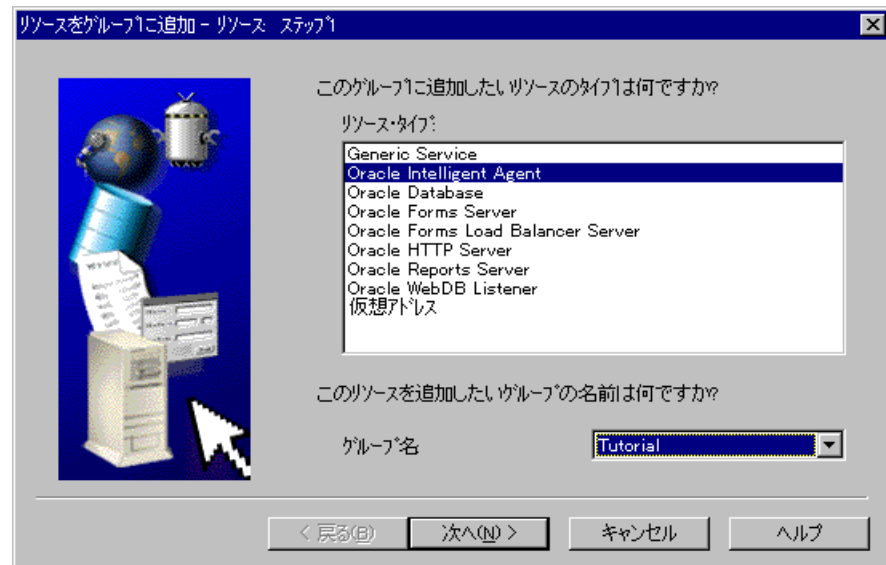 リソースをグループに追加 - リソース: ステップ1
このグループに追加したいリソースのタイプは何ですか?
リソース・タイプ:
Generic Service
Oracle Intelligent Agent
Oracle Database
Oracle Forms Server
Oracle Forms Load Balancer Server
Oracle HTTP Server
Oracle Reports Server
Oracle WebDB Listener
仮想アドレス
このリソースを追加したいグループの名前は何ですか?
グループ名
Tutorial
< 戻る(B)
次へ(N) >
キャンセル
ヘルプ